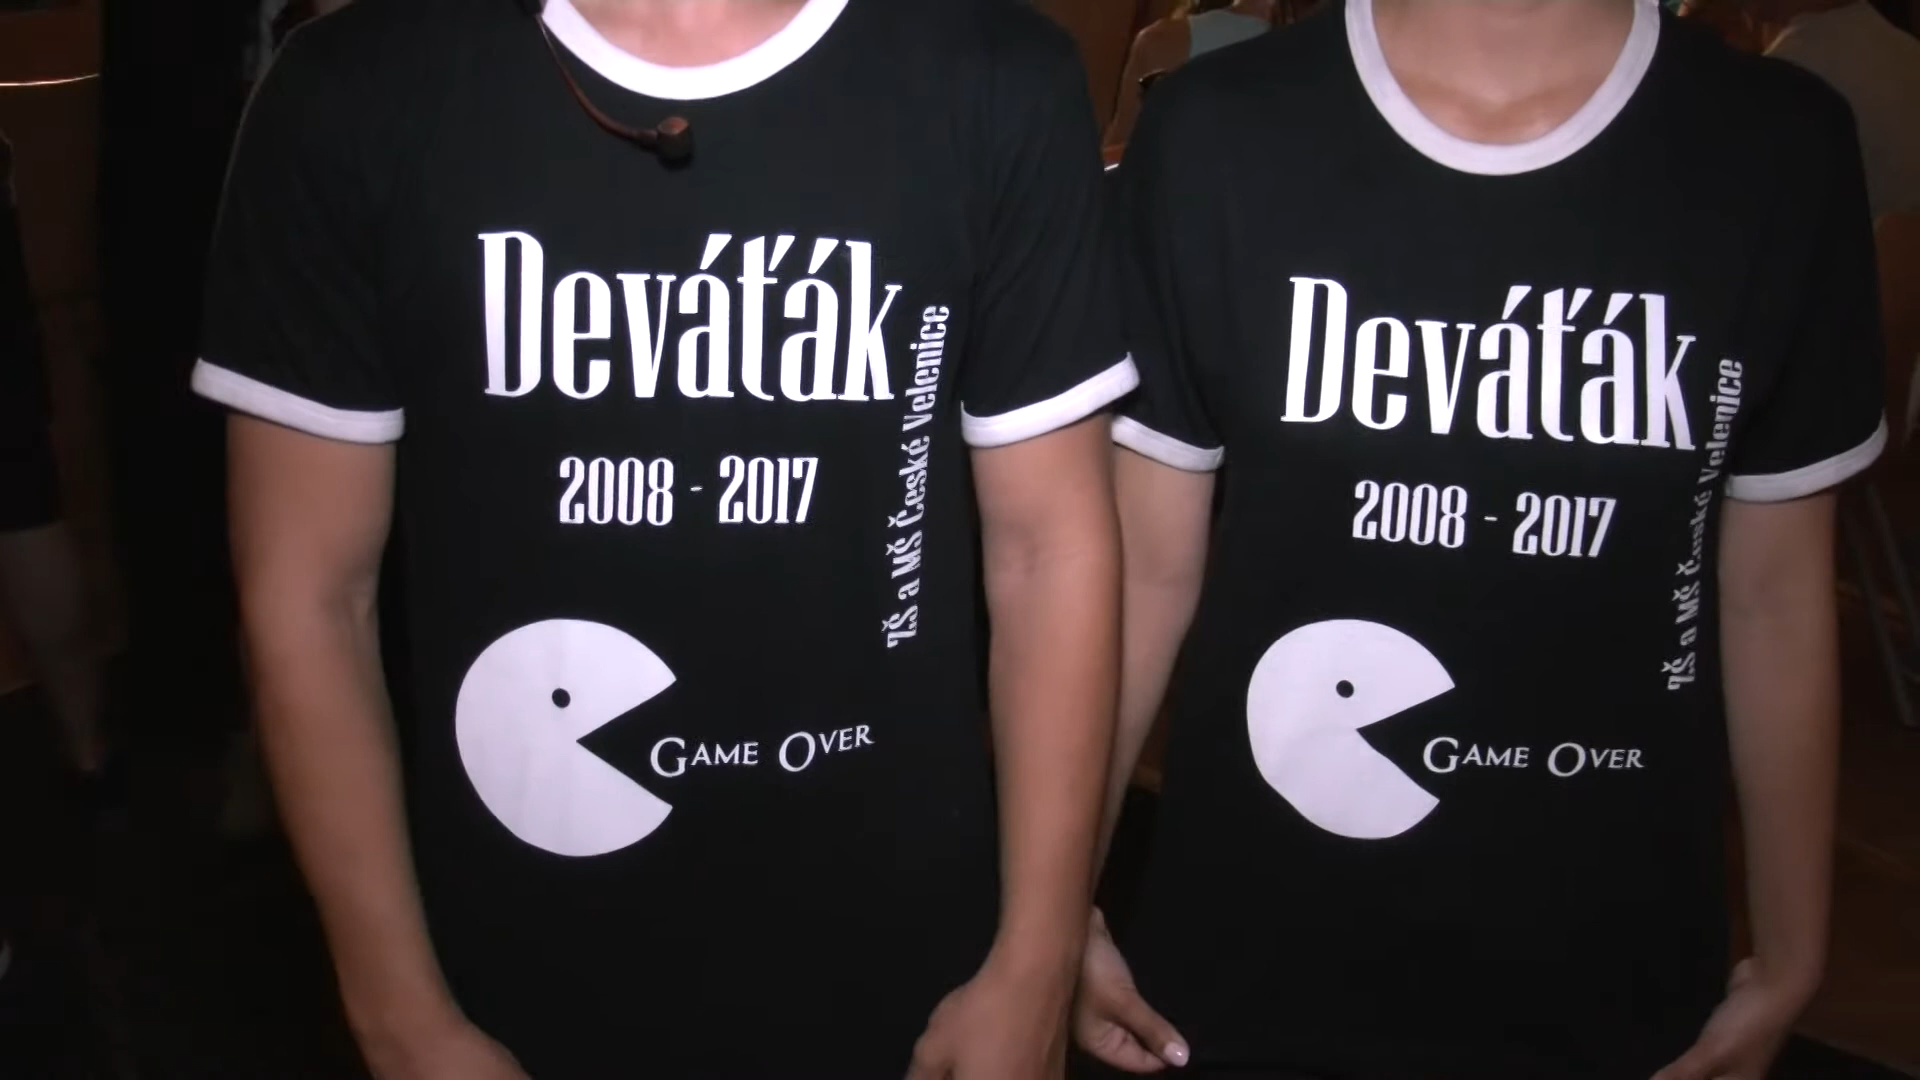 Deváťák
2008 - 2017
ZŠ a MŠ České Velenice
GAME OVER
Deváťák
2008 - 2017
ZŠ a MŠ České Velenice
GAME OVER